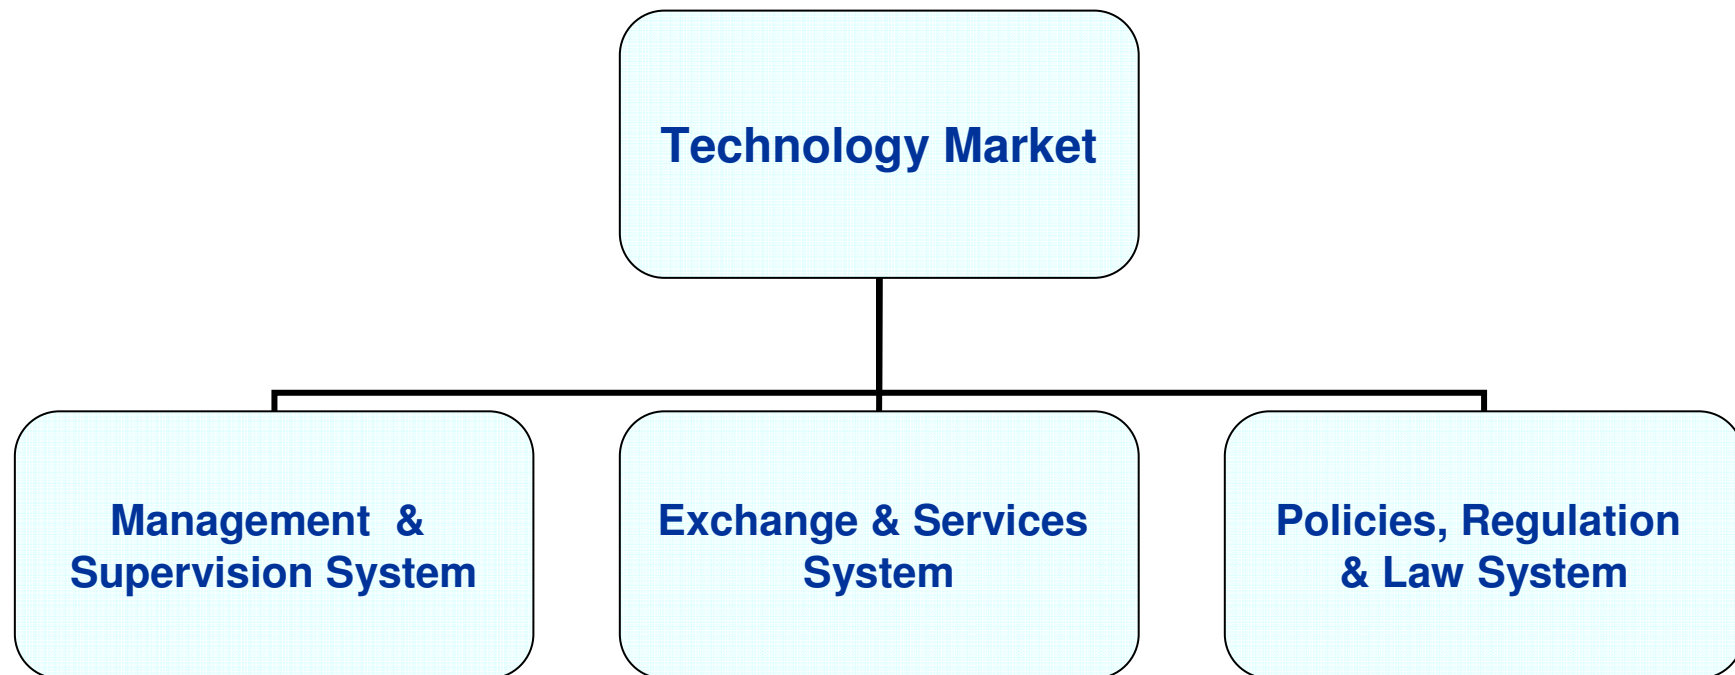 Technology Market
Management & 
Supervision System
Exchange & Services
System
Policies, Regulation
& Law System